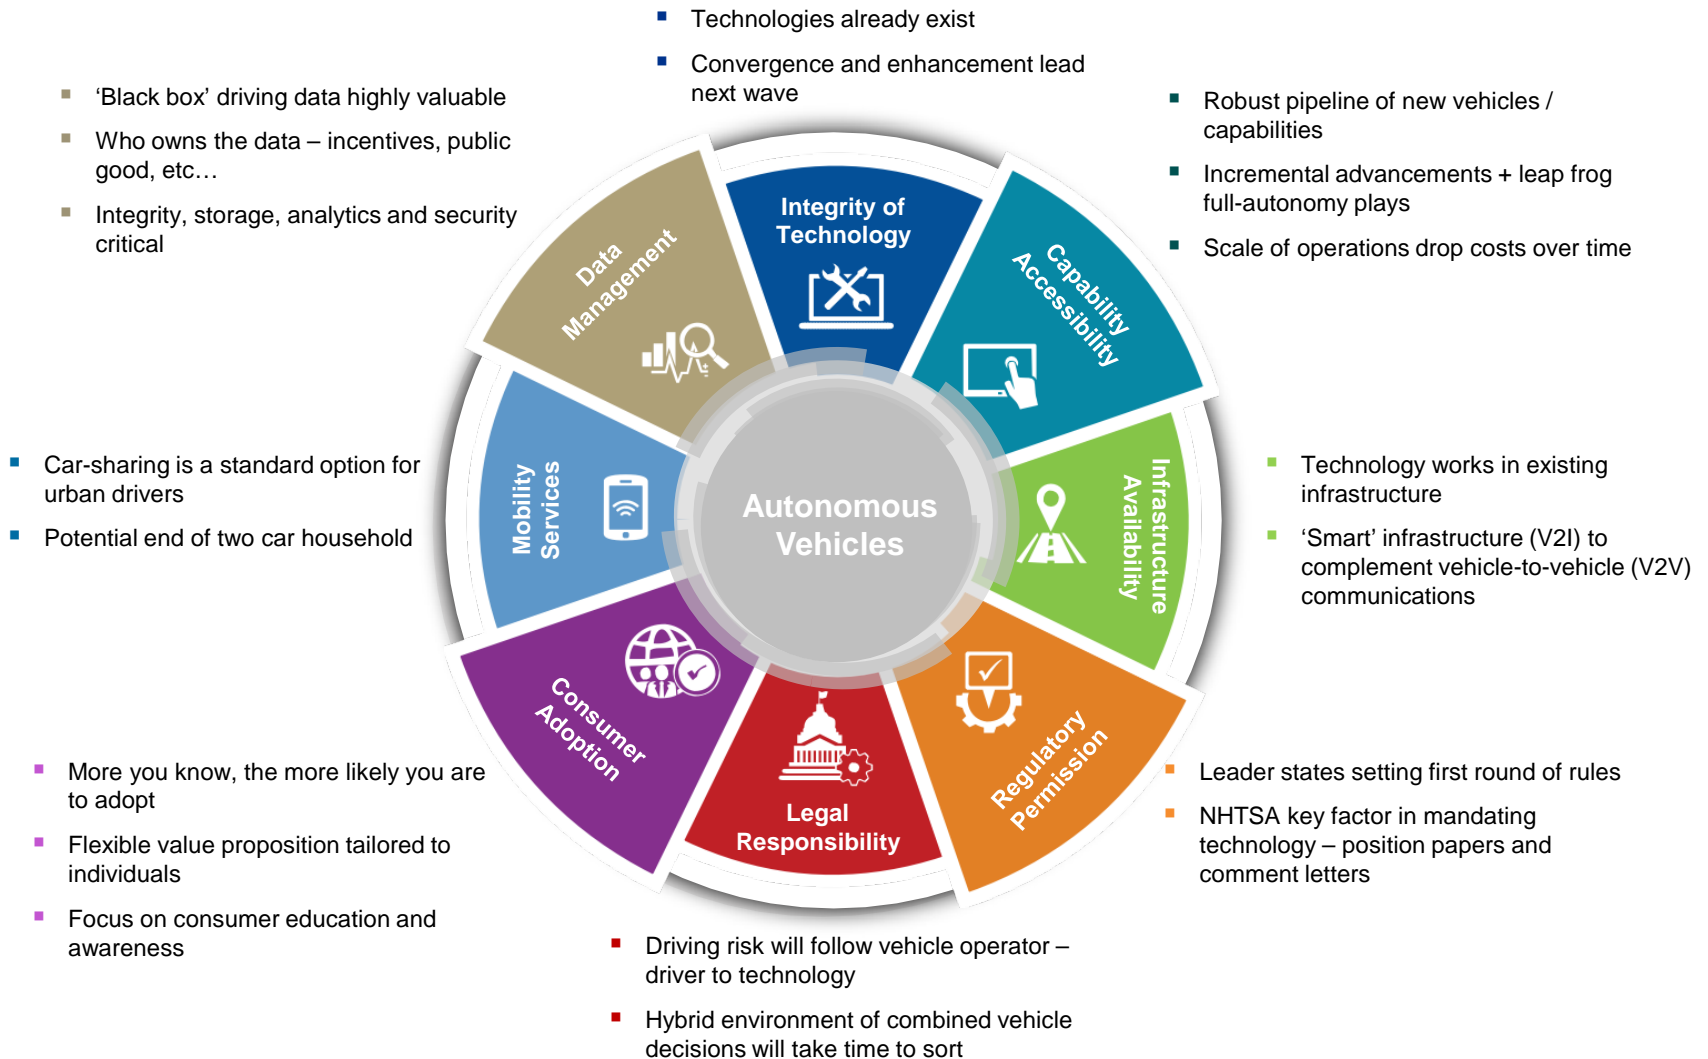 Technologies already exist
Convergence and enhancement lead
next wave
‘Black box’ driving data highly valuable
Who owns the data – incentives, public
good, etc…
Integrity, storage, analytics and security
critical
Robust pipeline of new vehicles /
capabilities
Incremental advancements + leap frog
full-autonomy plays
Scale of operations drop costs over time
Integrity of
Technology
Capability
Accessibility
Data
Management
Car-sharing is a standard option for
urban drivers
Potential end of two car household
Mobility
Services
Autonomous
Vehicles
Infrastructure
Availability
Technology works in existing
infrastructure
‘Smart’ infrastructure (V2I) to
complement vehicle-to-vehicle (V2V)
communications
Consumer
Adoption
Legal
Responsibility
Regulatory
Permission
More you know, the more likely you are
to adopt
Flexible value proposition tailored to
individuals
Focus on consumer education and
awareness
Leader states setting first round of rules
NHTSA key factor in mandating
technology – position papers and
comment letters
Driving risk will follow vehicle operator –
driver to technology
Hybrid environment of combined vehicle
decisions will take time to sort